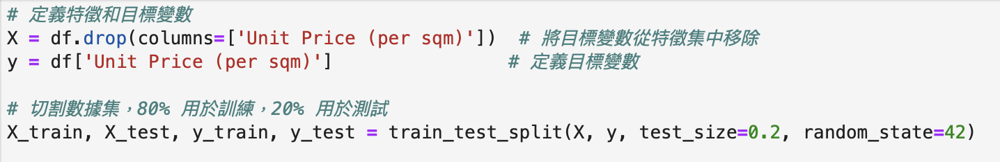 # 定義特徵和目標變數
X = df.drop(columns=['Unit Price (per sqm)'])  # 將目標變數從特徵集中移除
y = df['Unit Price (per sqm)']                # 定義目標變數
# 切割數據集，80% 用於訓練，20% 用於測試
X_train, X_test, y_train, y_test = train_test_split(X, y, test_size=0.2, random_state=42)